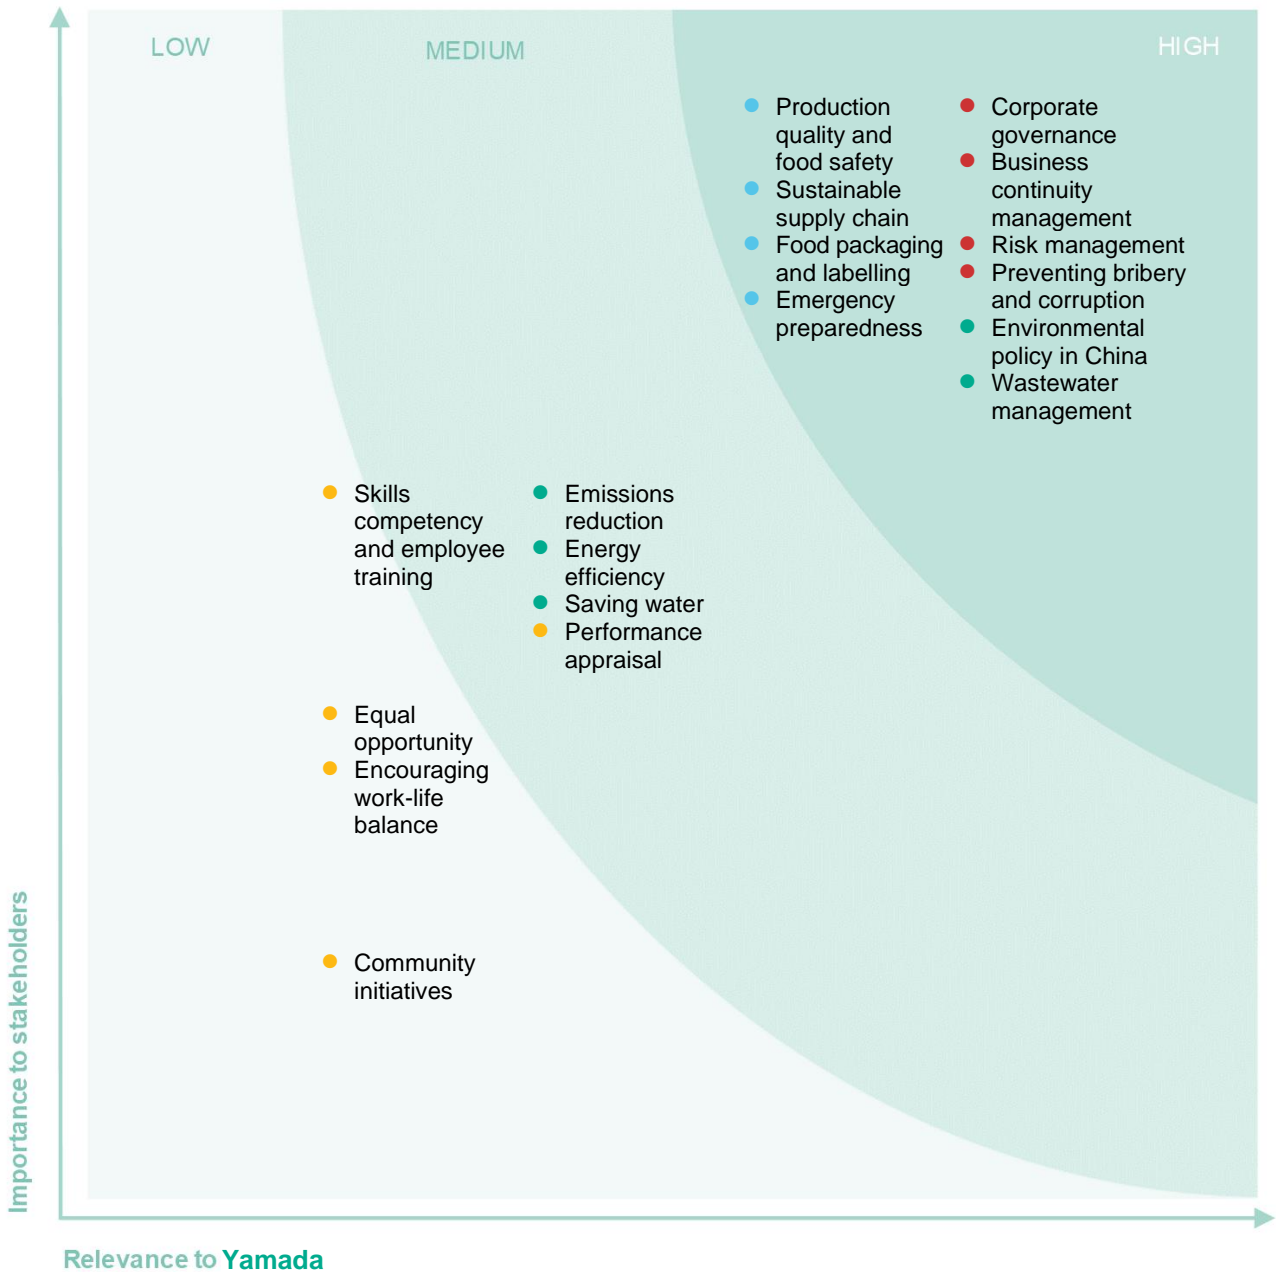 LOW
MEDIUM
HIGH
Production
quality and
food safety
Sustainable
supply chain
Food packaging
and labelling
Emergency
preparedness
Corporate
governance
Business
continuity
management
Risk management
Preventing bribery
and corruption
Environmental
policy in China
Wastewater
management
Skills
competency
and employee
training
Emissions
reduction
Energy
efficiency
Saving water
Performance
appraisal
Equal
opportunity
Encouraging
work-life
balance
Community
initiatives
Importance to stakeholders
Relevance to Yamada